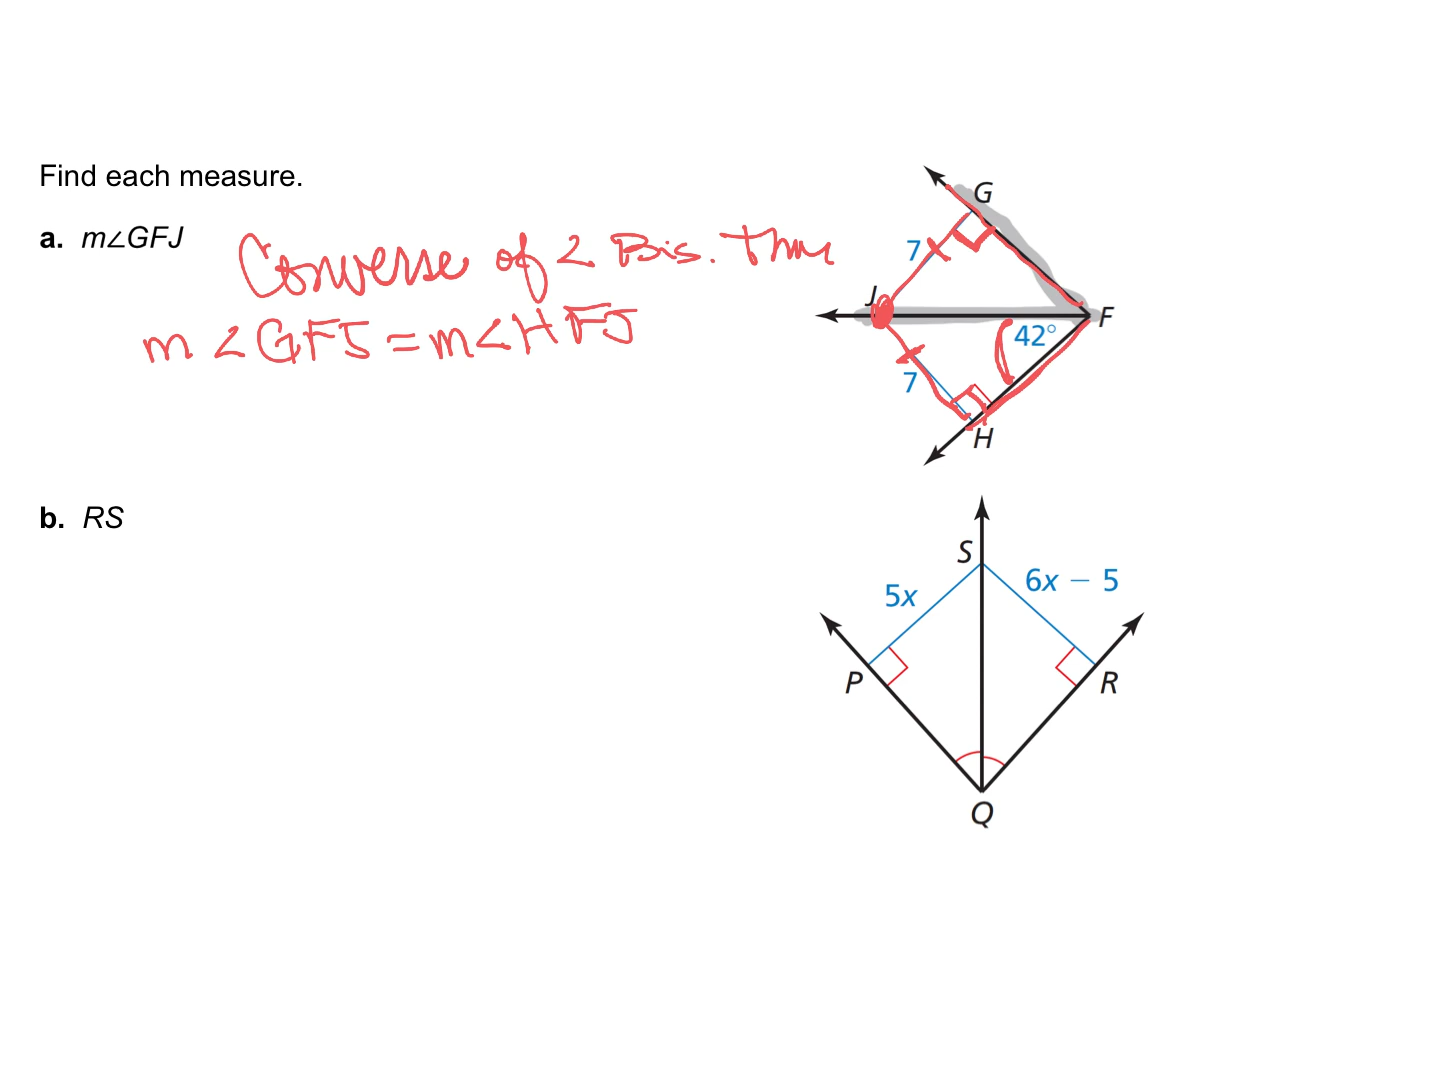 Find each measure.
a. m∠GFJ
Converse of ∠ Bis. Thm
m∠GFJ = m∠HFJ
G
7
J
F
42°
7
H
b. RS
S
5x
6x − 5
P
R
Q